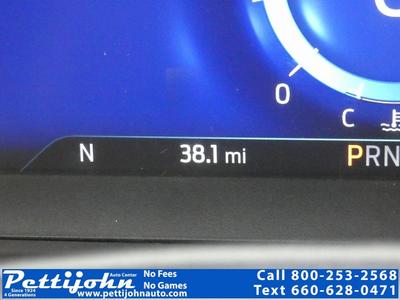 0
C
N 38.1 mi PRN
Pettijohn Auto Center
Since 1924
4 Generations
www.pettijohnauto.com
No Fees
No Games
Call 800-253-2568
Text 660-628-0471